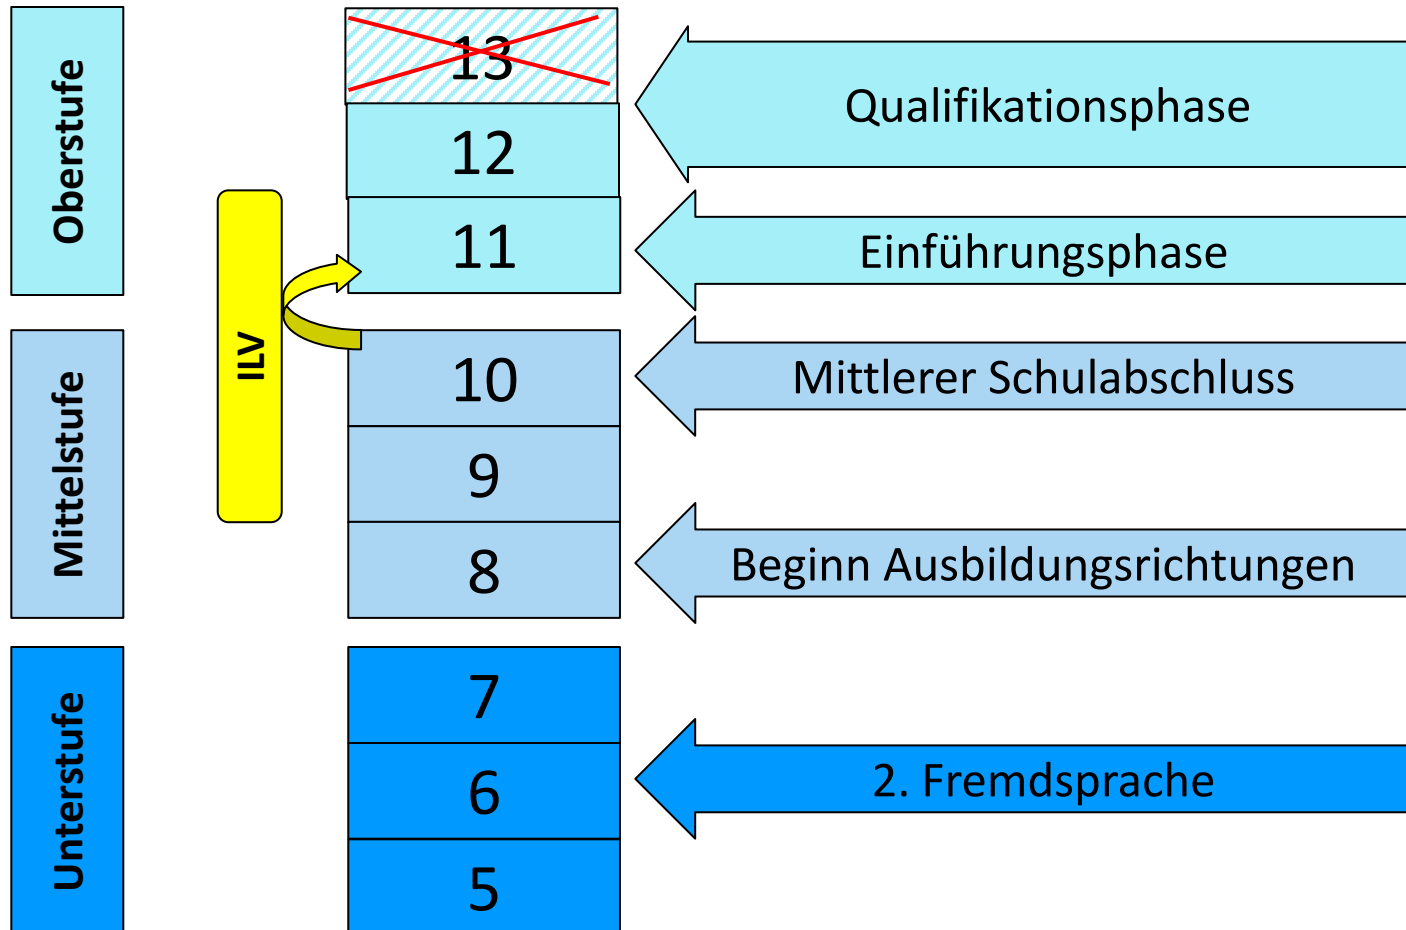 Oberstufe
13
Qualifikationsphase
12
11
Einführungsphase
ILV
Mittelstufe
10
Mittlerer Schulabschluss
9
8
Beginn Ausbildungsrichtungen
Unterstufe
7
6
2. Fremdsprache
5